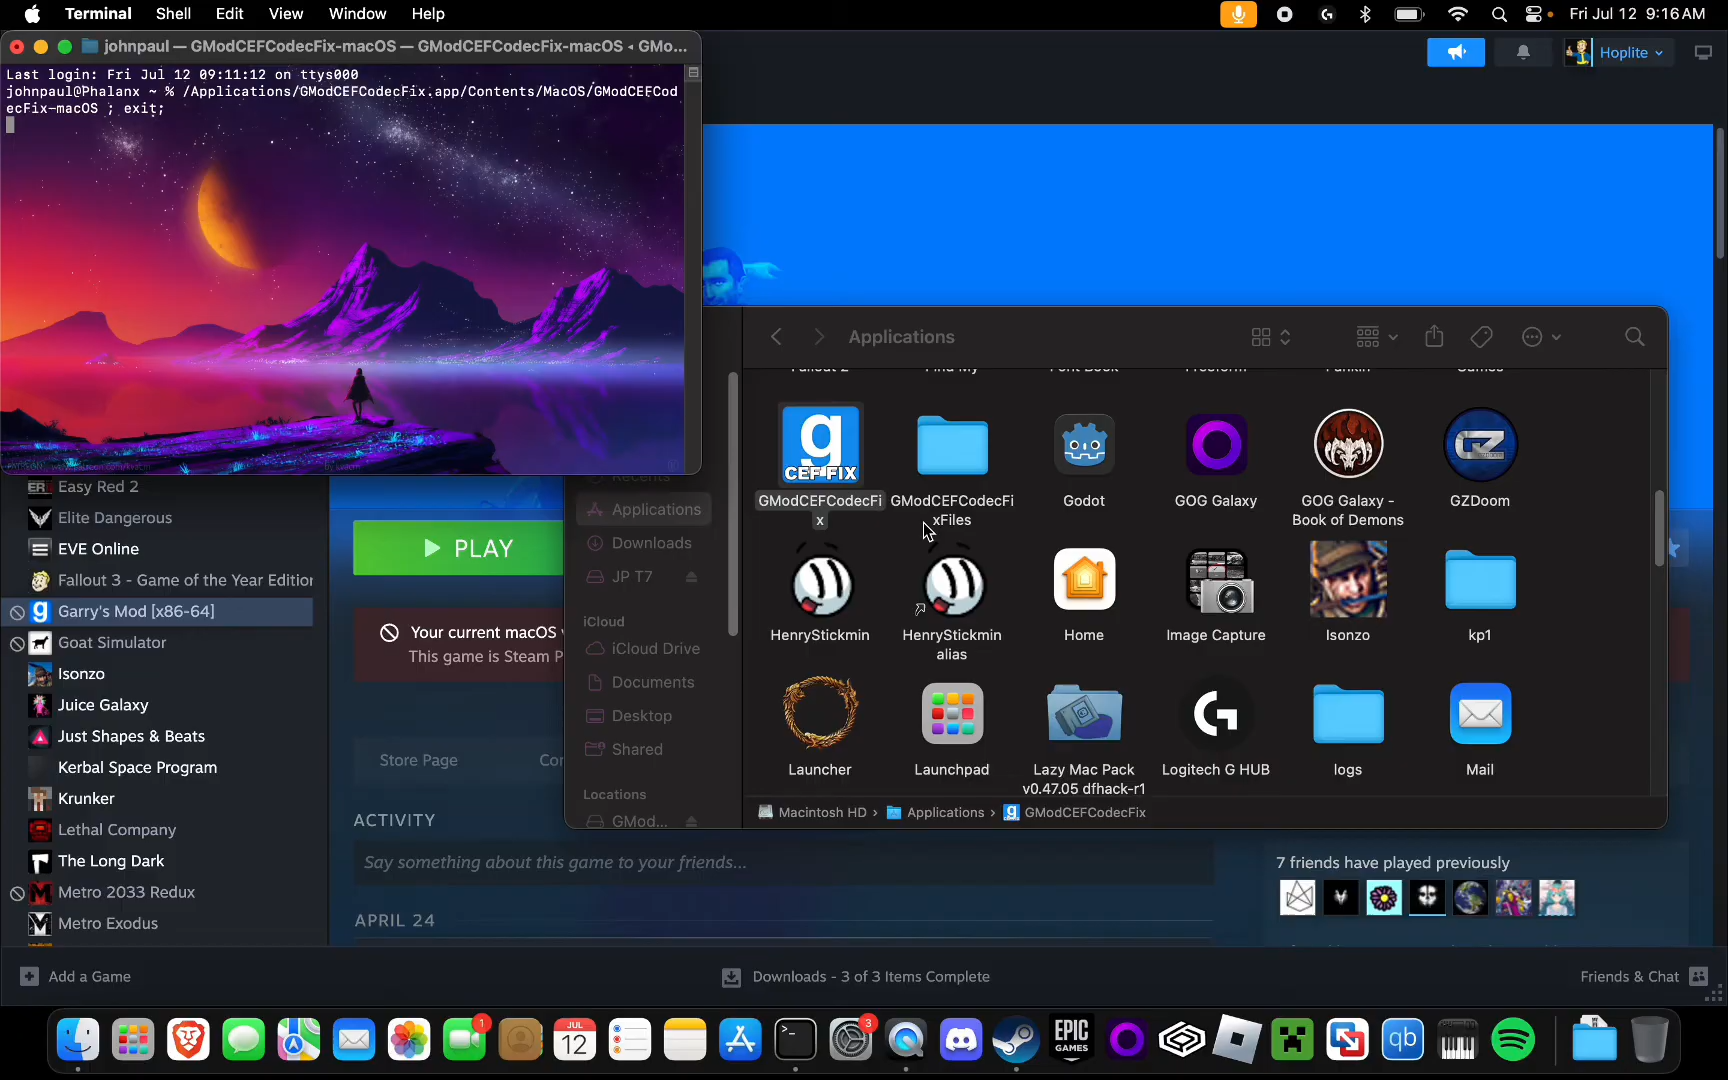 Terminal Shell Edit View Window Help
Fri Jul 12 9:16 AM
johnpaul — GModCEFCodecFix-macOS — GModCEFCodecFix-macOS ◂ GMo...
Last login: Fri Jul 12 09:11:12 on ttys000
johnpaul@Phalanx ~ % /Applications/GModCEFCodecFix.app/Contents/MacOS/GModCEFCod
ecFix-macOS ; exit;
Hoplite
Applications
GModCEFCodecFi
x
CEF FIX
GModCEFCodecFi
xFiles
Godot
GOG Galaxy
GOG Galaxy -
Book of Demons
GZDoom
HenryStickmin
HenryStickmin
alias
Home
Image Capture
Isonzo
kp1
Launcher
Launchpad
Lazy Mac Pack
v0.47.05 dfhack-r1
Logitech G HUB
logs
Mail
Macintosh HD › Applications › GModCEFCodecFix
Recents
Applications
Downloads
JP T7
iCloud
iCloud Drive
Documents
Desktop
Shared
Locations
GMod...
Easy Red 2
Elite Dangerous
EVE Online
Fallout 3 - Game of the Year Edition
Garry's Mod [x86-64]
Goat Simulator
Isonzo
Juice Galaxy
Just Shapes & Beats
Kerbal Space Program
Krunker
Lethal Company
The Long Dark
Metro 2033 Redux
Metro Exodus
PLAY
Your current macOS
This game is Steam P
Store Page
ACTIVITY
Say something about this game to your friends...
APRIL 24
7 friends have played previously
Add a Game
Downloads - 3 of 3 Items Complete
Friends & Chat
1
JUL
12
3
EPIC
GAMES
qb